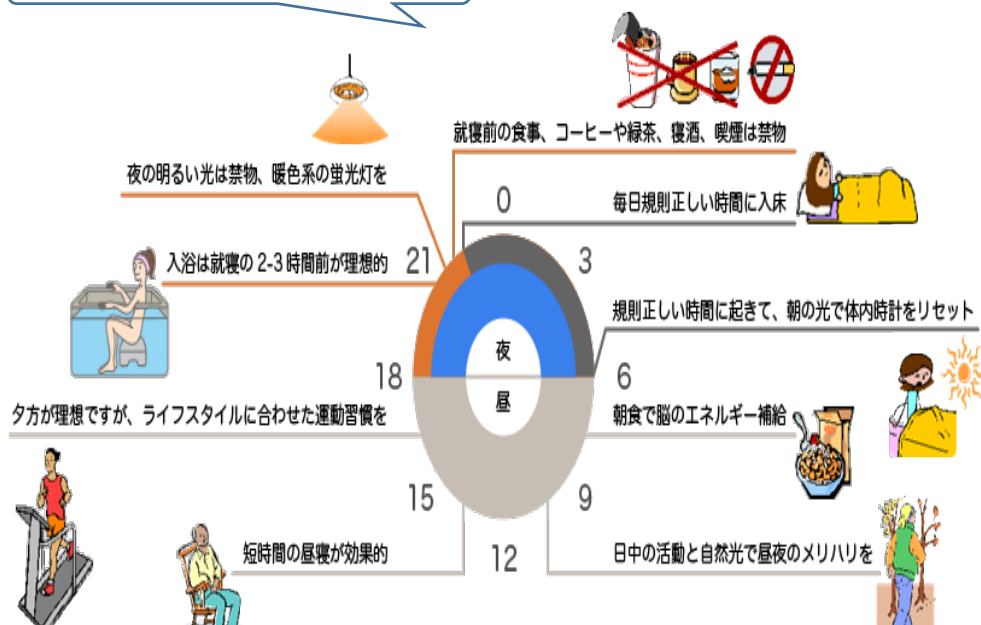 就寝前の食事、コーヒーや緑茶、寝酒、喫煙は禁物
夜の明るい光は禁物、暖色系の蛍光灯を
0
毎日規則正しい時間に入床
入浴は就寝の2-3時間前が理想的
21
3
規則正しい時間に起きて、朝の光で体内時計をリセット
夜
18
6
昼
夕方が理想ですが、ライフスタイルに合わせた運動習慣を
朝食で脳のエネルギー補給
15
9
短時間の昼寝が効果的
12
日中の活動と自然光で昼夜のメリハリを